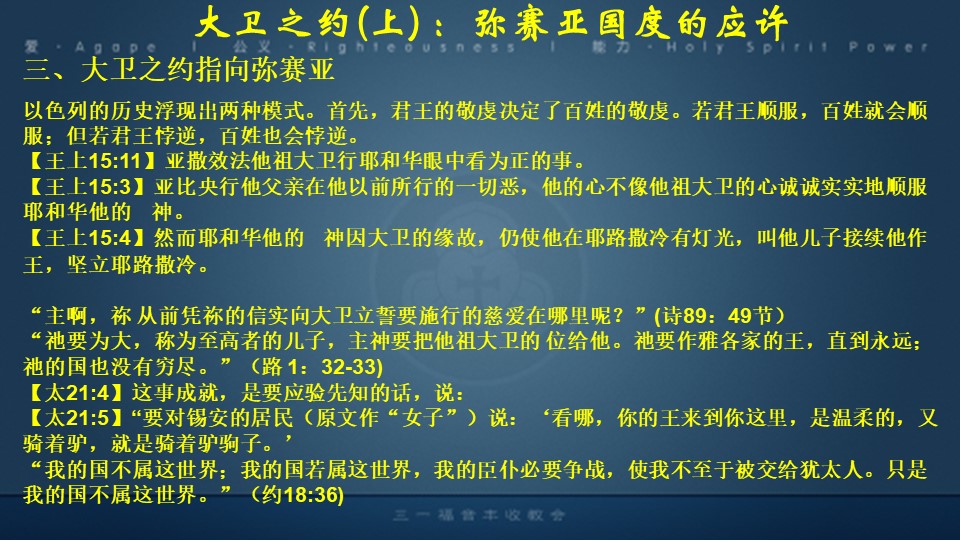 大卫之约(上)：弥赛亚国度的应许
爱 · Agape | 公义 · Righteousness | 能力 · Holy Spirit Power
三、大卫之约指向弥赛亚
以色列的历史浮现出两种模式。首先，君王的敬虔决定了百姓的敬虔。若君王顺服，百姓就会顺
服；但若君王悖逆，百姓也会悖逆。
【王上15:11】亚撒效法他祖大卫行耶和华眼中看为正的事。
【王上15:3】亚比央行他父亲在他以前所行的一切恶，他的心不像他祖大卫的心诚诚实实地顺服
耶和华他的　神。
【王上15:4】然而耶和华他的　神因大卫的缘故，仍使他在耶路撒冷有灯光，叫他儿子接续他作
王，坚立耶路撒冷。
“主啊，祢 从前凭祢的信实向大卫立誓要施行的慈爱在哪里呢？”(诗89：49节）
“祂要为大，称为至高者的儿子，主神要把他祖大卫的 位给他。祂要作雅各家的王，直到永远；
祂的国也没有穷尽。”（路 1：32-33)
【太21:4】这事成就，是要应验先知的话，说：
【太21:5】“要对锡安的居民（原文作“女子”）说：‘看哪，你的王来到你这里，是温柔的，又
骑着驴，就是骑着驴驹子。’
“我的国不属这世界；我的国若属这世界，我的臣仆必要争战，使我不至于被交给犹太人。只是
我的国不属这世界。”（约18:36)
三一福音丰收教会